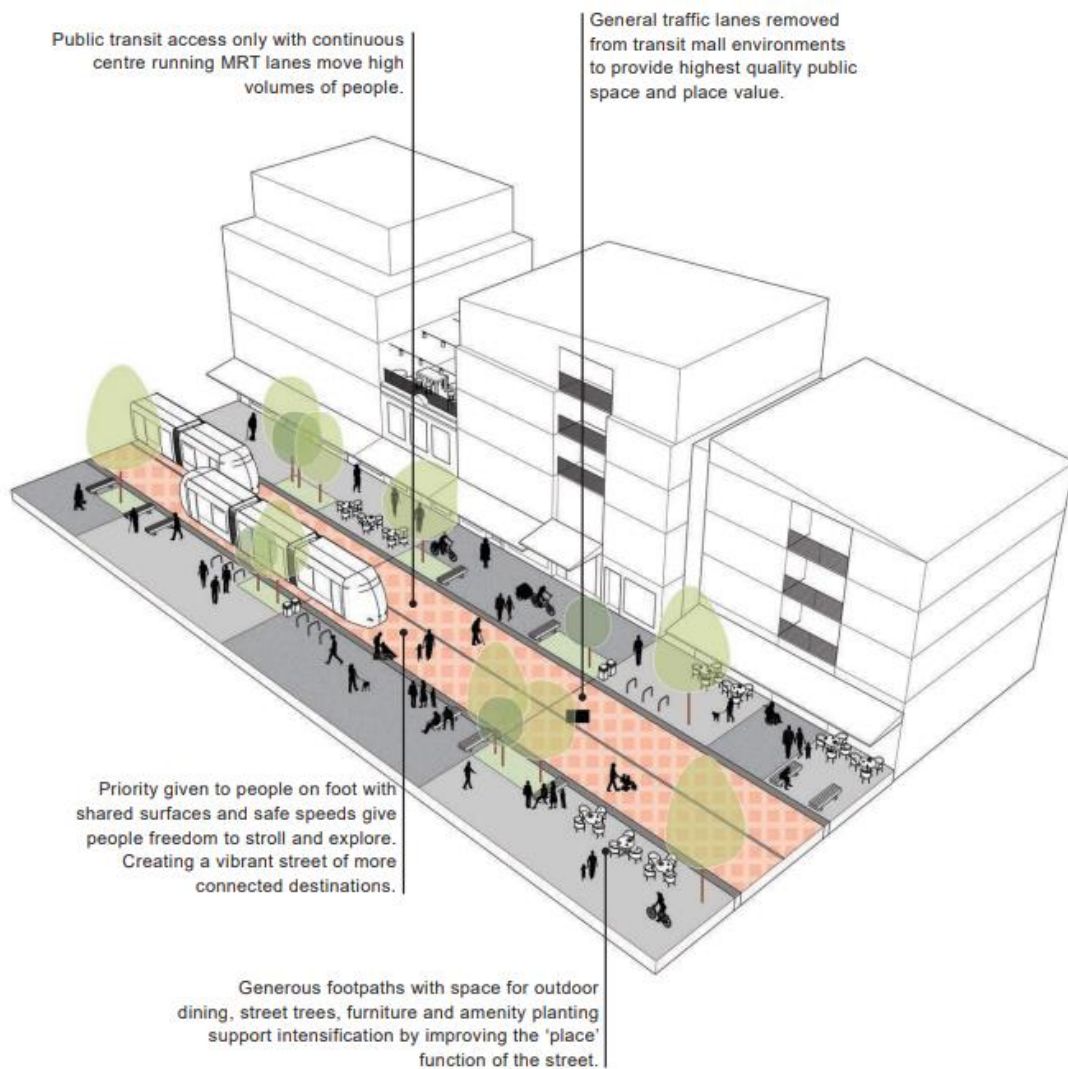 Public transit access only with continuous
centre running MRT lanes move high
volumes of people.
General traffic lanes removed
from transit mall environments
to provide highest quality public
space and place value.
Priority given to people on foot with
shared surfaces and safe speeds give
people freedom to stroll and explore.
Creating a vibrant street of more
connected destinations.
Generous footpaths with space for outdoor
dining, street trees, furniture and amenity planting
support intensification by improving the ‘place’
function of the street.